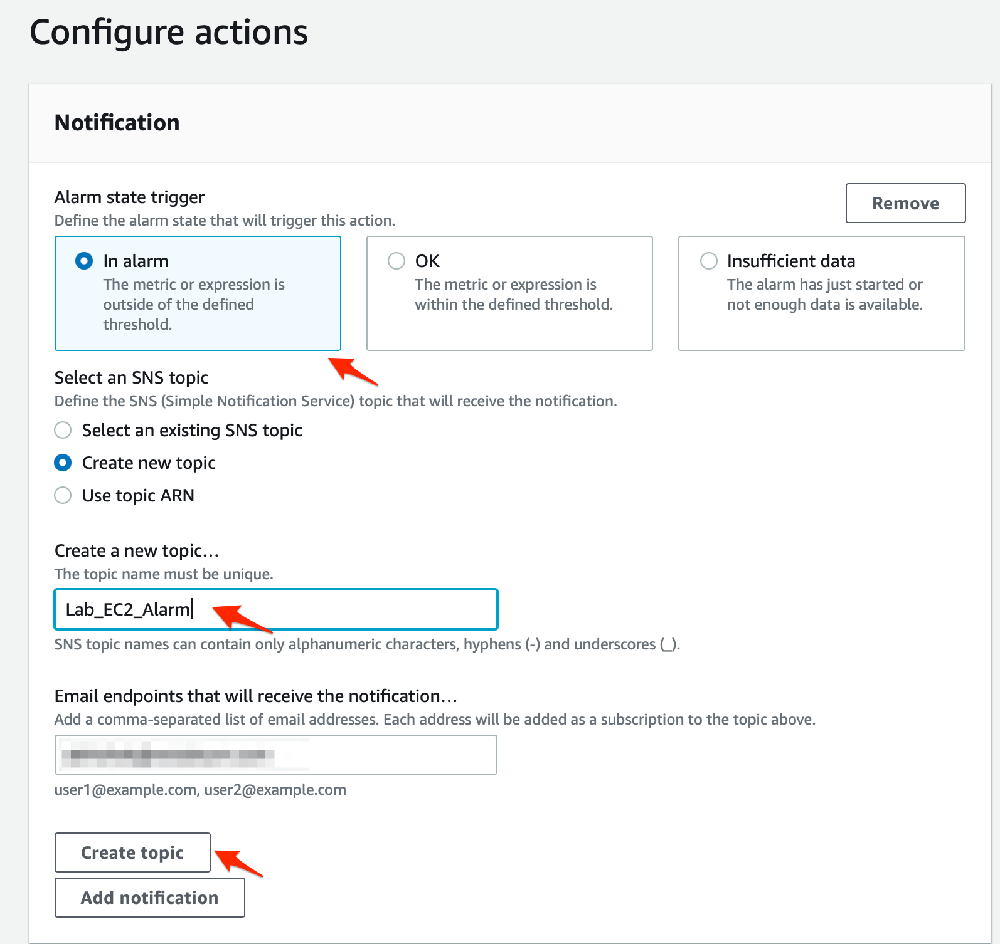 Configure actions
Notification
Alarm state trigger
Define the alarm state that will trigger this action.
Remove
In alarm
The metric or expression is
outside of the defined
threshold.
OK
The metric or expression is
within the defined threshold.
Insufficient data
The alarm has just started or
not enough data is available.
Select an SNS topic
Define the SNS (Simple Notification Service) topic that will receive the notification.
Select an existing SNS topic
Create new topic
Use topic ARN
Create a new topic…
The topic name must be unique.
Lab_EC2_Alarm
SNS topic names can contain only alphanumeric characters, hyphens (-) and underscores (_).
Email endpoints that will receive the notification…
Add a comma-separated list of email addresses. Each address will be added as a subscription to the topic above.
user1@example.com, user2@example.com
Create topic
Add notification